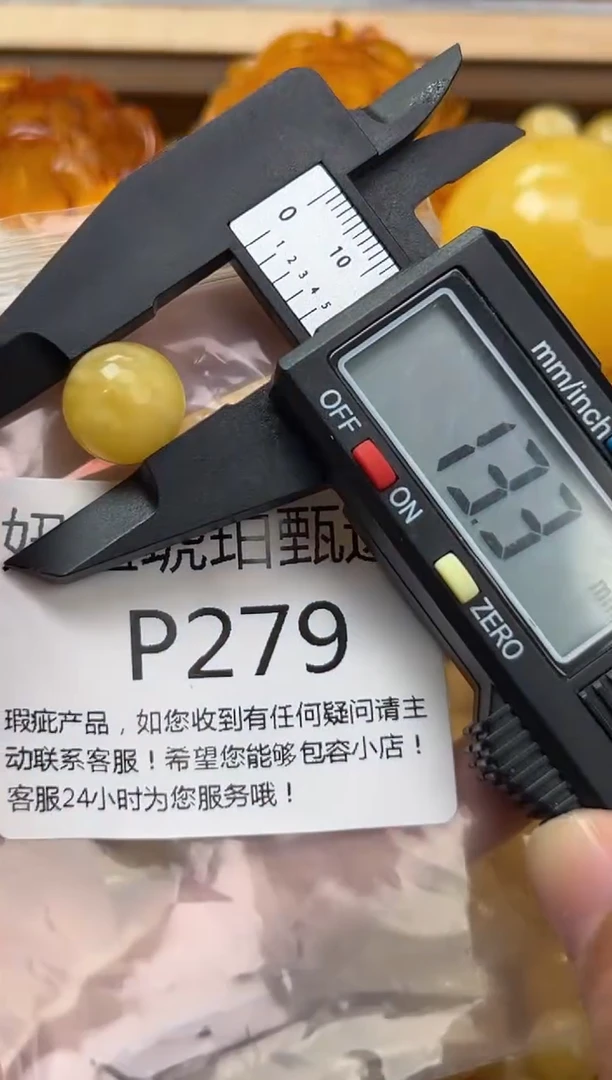 0
10
1 2 3 4 5
mm/inch
OFF
ON
13.3
ZERO
琥珀甄选
P279
瑕疵产品，如您收到有任何疑问请主
动联系客服！希望您能够包容小店！
客服24小时为您服务哦！